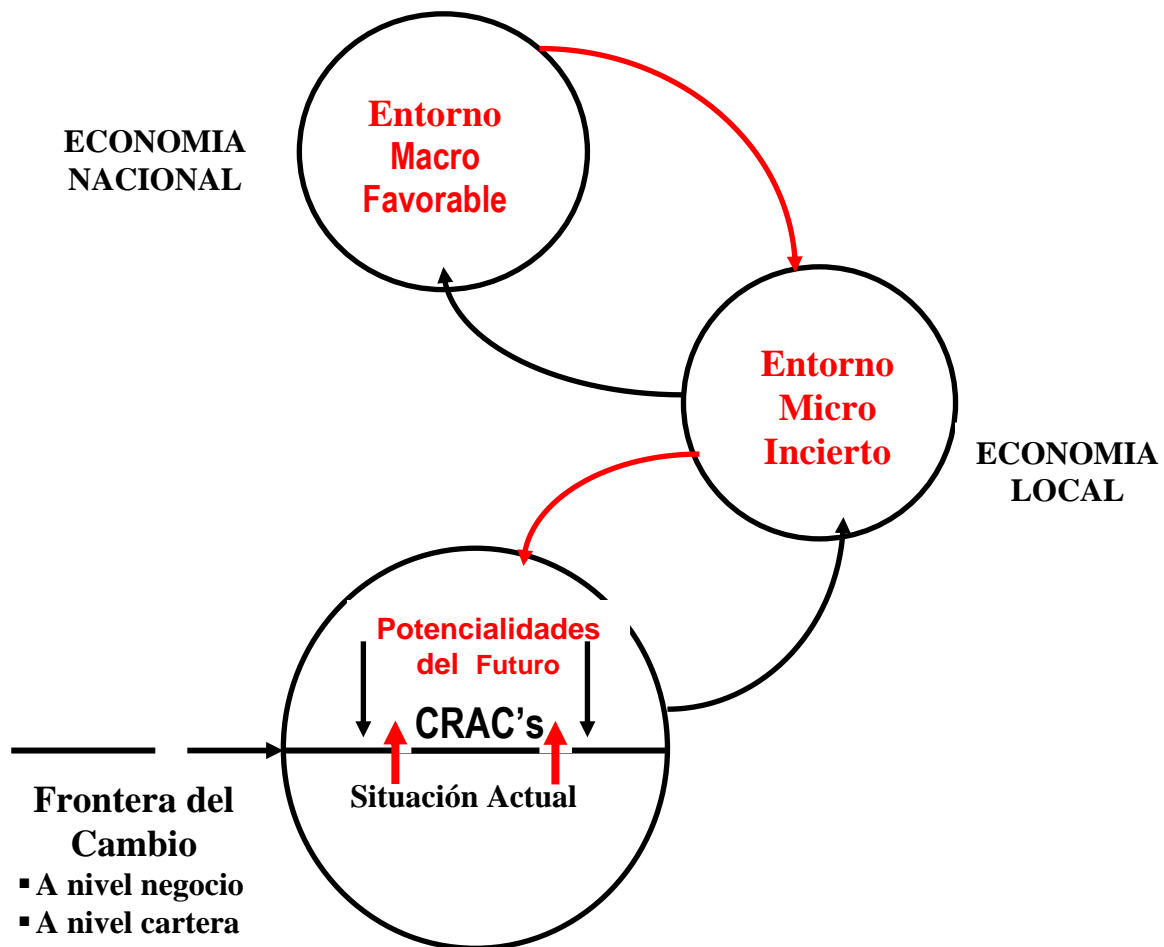 Entorno
Macro
Favorable
ECONOMIA
NACIONAL
Entorno
Micro
Incierto
ECONOMIA
LOCAL
Potencialidades
del Futuro
CRAC's
Situación Actual
Frontera del
Cambio
▪ A nivel negocio
▪ A nivel cartera